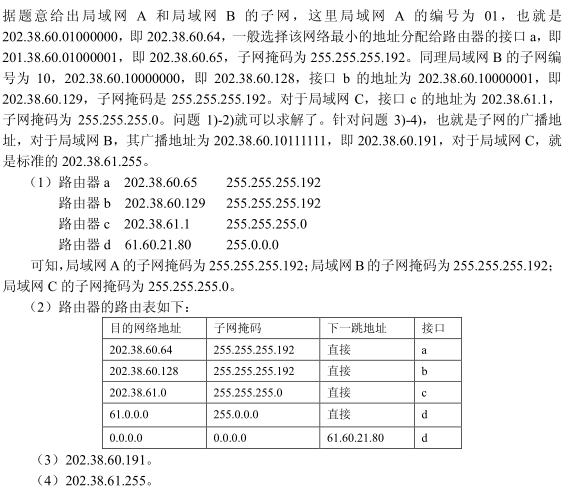 据题意给出局域网 A 和局域网 B 的子网，这里局域网 A 的编号为 01，也就是
202.38.60.01000000，即 202.38.60.64，一般选择该网络最小的地址分配给路由器的接口 a，即
201.38.60.01000001，即 202.38.60.65，子网掩码为 255.255.255.192。同理局域网 B 的子网编
号为 10，202.38.60.10000000，即 202.38.60.128，接口 b 的地址为 202.38.60.10000001，即
202.38.60.129，子网掩码是 255.255.255.192。对于局域网 C，接口 c 的地址为 202.38.61.1，
子网掩码为 255.255.255.0。问题 1)-2)就可以求解了。针对问题 3)-4)，也就是子网的广播地
址，对于局域网 B，其广播地址为 202.38.60.10111111，即 202.38.60.191，对于局域网 C，就
是标准的 202.38.61.255。
（1）路由器 a 202.38.60.65 255.255.255.192
路由器 b 202.38.60.129 255.255.255.192
路由器 c 202.38.61.1 255.255.255.0
路由器 d 61.60.21.80 255.0.0.0
可知，局域网 A 的子网掩码为 255.255.255.192；局域网 B 的子网掩码为 255.255.255.192；
局域网 C 的子网掩码为 255.255.255.0。
（2）路由器的路由表如下：
目的网络地址 子网掩码 下一跳地址 接口
202.38.60.64 255.255.255.192 直接 a
202.38.60.128 255.255.255.192 直接 b
202.38.61.0 255.255.255.0 直接 c
61.0.0.0 255.0.0.0 直接 d
0.0.0.0 0.0.0.0 61.60.21.80 d
（3）202.38.60.191。
（4）202.38.61.255。